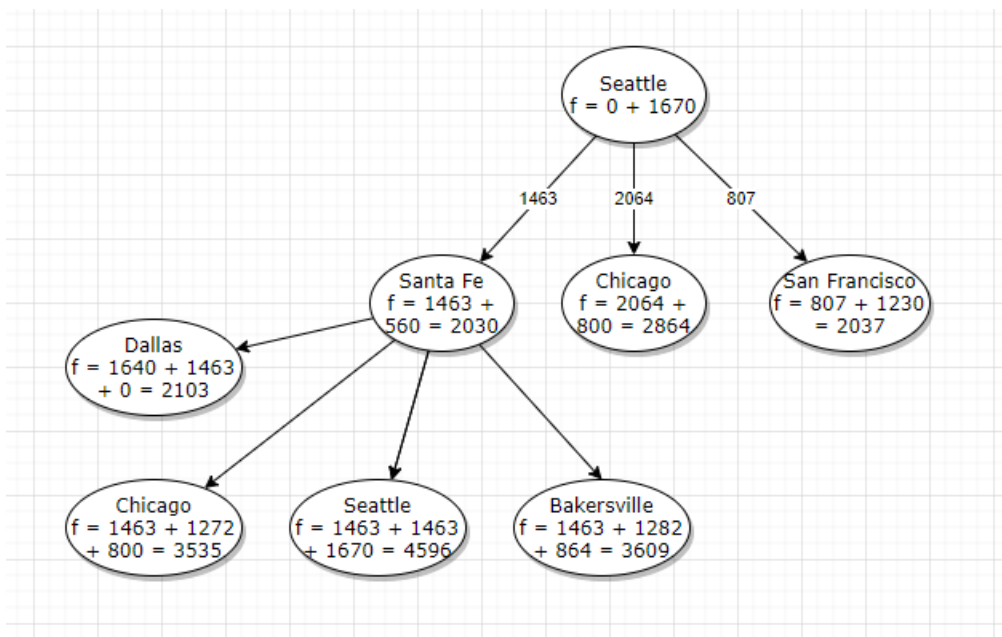 Seattle
f = 0 + 1670
1463
2064
807
Santa Fe
f = 1463 +
560 = 2030
Chicago
f = 2064 +
800 = 2864
San Francisco
f = 807 + 1230
= 2037
Dallas
f = 1640 + 1463
+ 0 = 2103
Chicago
f = 1463 + 1272
+ 800 = 3535
Seattle
f = 1463 + 1463
+ 1670 = 4596
Bakersville
f = 1463 + 1282
+ 864 = 3609